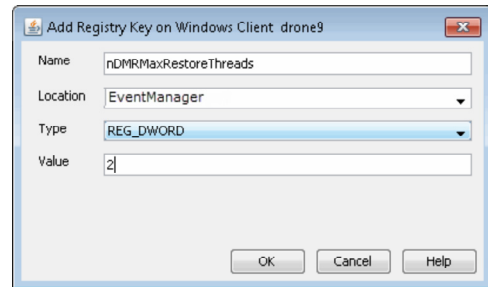 Add Registry Key on Windows Client drone9
Name nDMRMaxRestoreThreads
Location EventManager
Type REG_DWORD
Value 2
OK Cancel Help